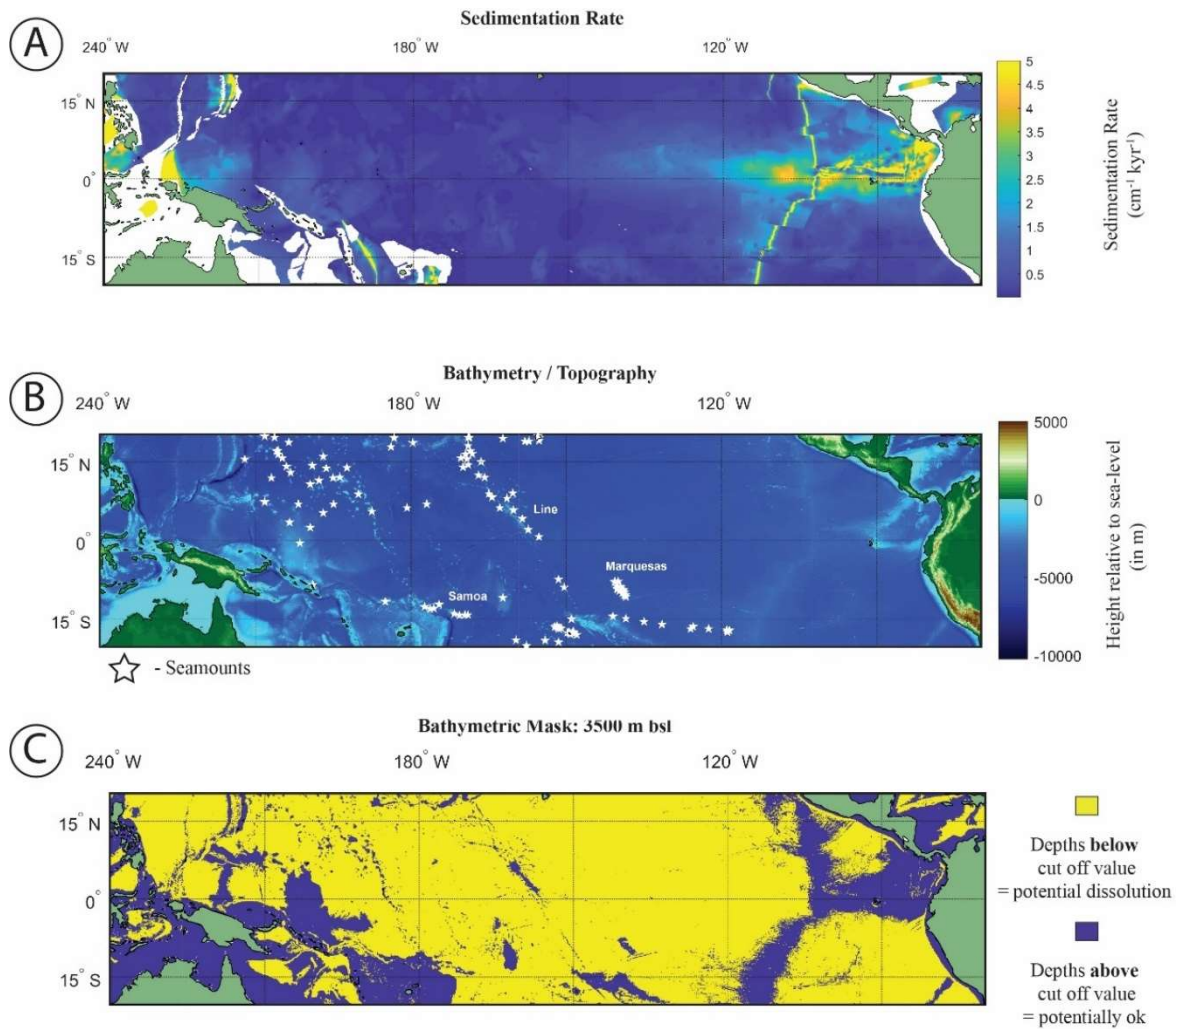 A
Sedimentation Rate
240° W
180° W
120° W
15° N
0°
15° S
5
4.5
4
3.5
3
2.5
2
1.5
1
0.5
Sedimentation Rate
(cm⁻¹ kyr⁻¹)
B
Bathymetry / Topography
240° W
180° W
120° W
15° N
0°
15° S
Line
Marquesas
Samoa
5000
0
-5000
-10000
Height relative to sea-level
(in m)
- Seamounts
C
Bathymetric Mask: 3500 m bsl
240° W
180° W
120° W
15° N
0°
15° S
Depths below
cut off value
= potential dissolution
Depths above
cut off value
= potentially ok